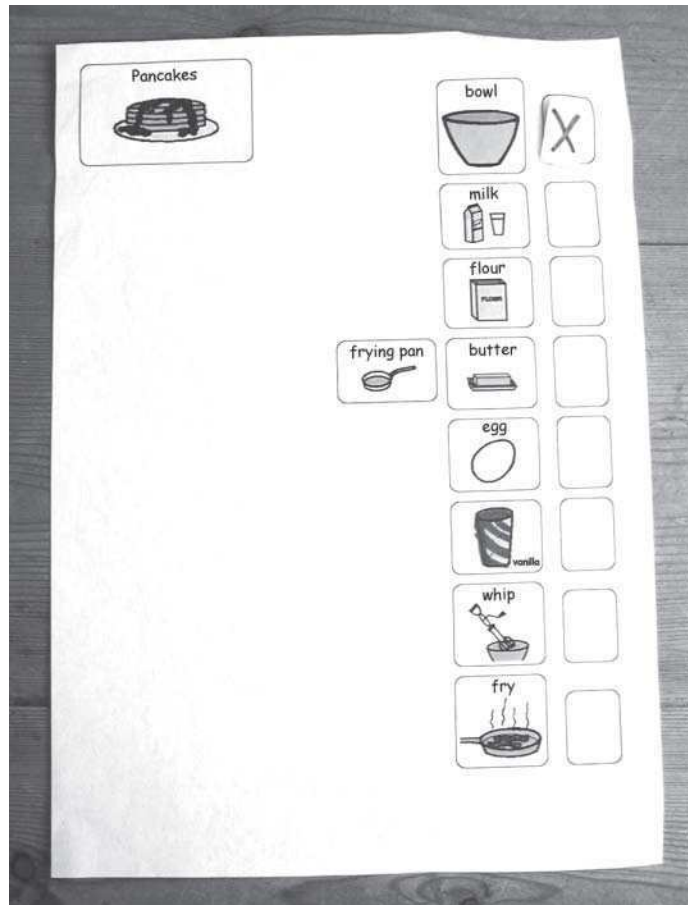 Pancakes
bowl
X
milk
flour
FLOUR
frying pan butter
egg
vanilla
whip
fry